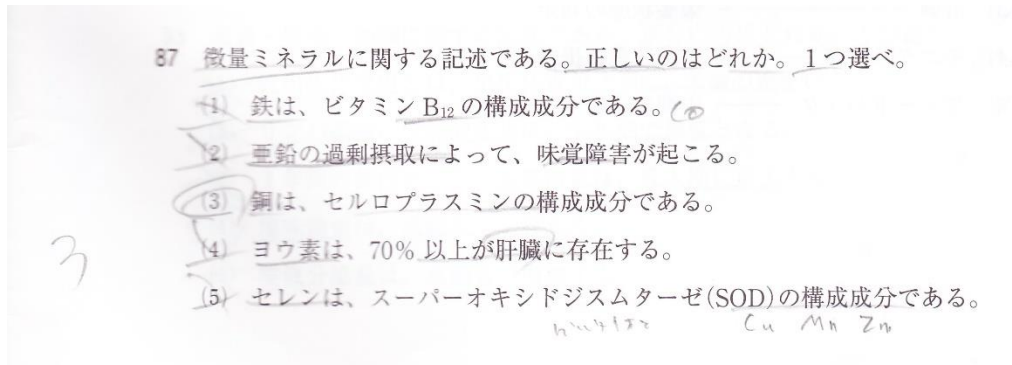 87 微量ミネラルに関する記述である。正しいのはどれか。1つ選べ。
(1) 鉄は、ビタミンB₁₂の構成成分である。Co
(2) 亜鉛の過剰摂取によって、味覚障害が起こる。
(3) 銅は、セルロプラスミンの構成成分である。
(4) ヨウ素は、70%以上が肝臓に存在する。
3
(5) セレンは、スーパーオキシドジスムターゼ(SOD)の構成成分である。
Cu Mn Zn